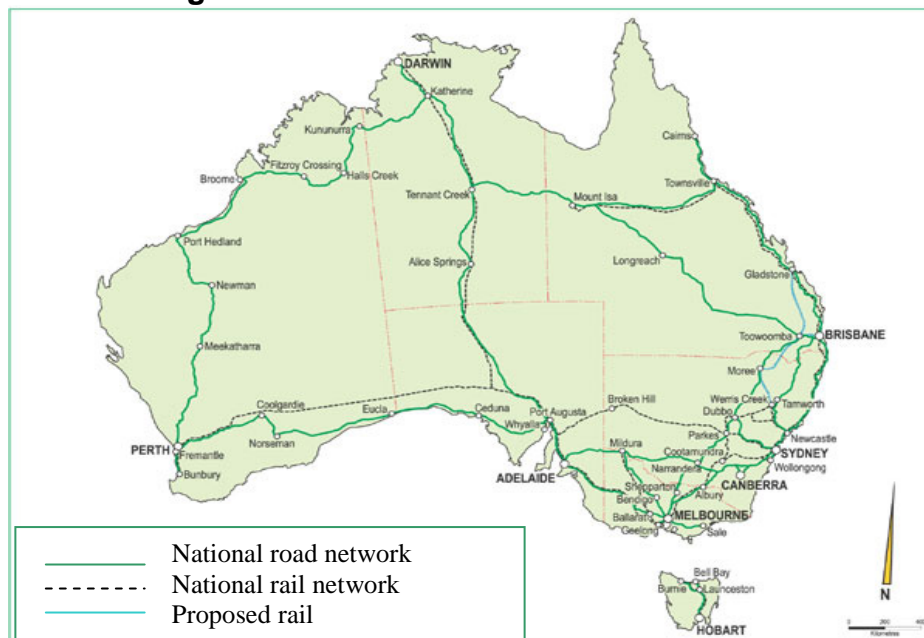 DARWIN
Katherine
Kununurra
Cairns
Fitzroy Crossing
Halls Creek
Broome
Townsville
Tennant Creek
Mount Isa
Port Hedland
Alice Springs
Longreach
Gladstone
Newman
Toowoomba
BRISBANE
Meekatharra
Moree
Coolgardie
Eucla
Ceduna
Port Augusta
Broken Hill
Werris Creek
Tamworth
Dubbo
Whyalla
Norseman
Parkes
Newcastle
PERTH
Fremantle
Mildura
Cootamundra
SYDNEY
Bunbury
ADELAIDE
Narrandera
Wollongong
Shepparton
Albury
CANBERRA
Bendigo
Ballarat
MELBOURNE
Geelong
Sale
National road network
National rail network
Proposed rail
Bell Bay
Burnie
Launceston
HOBART
N
0
Kilometres